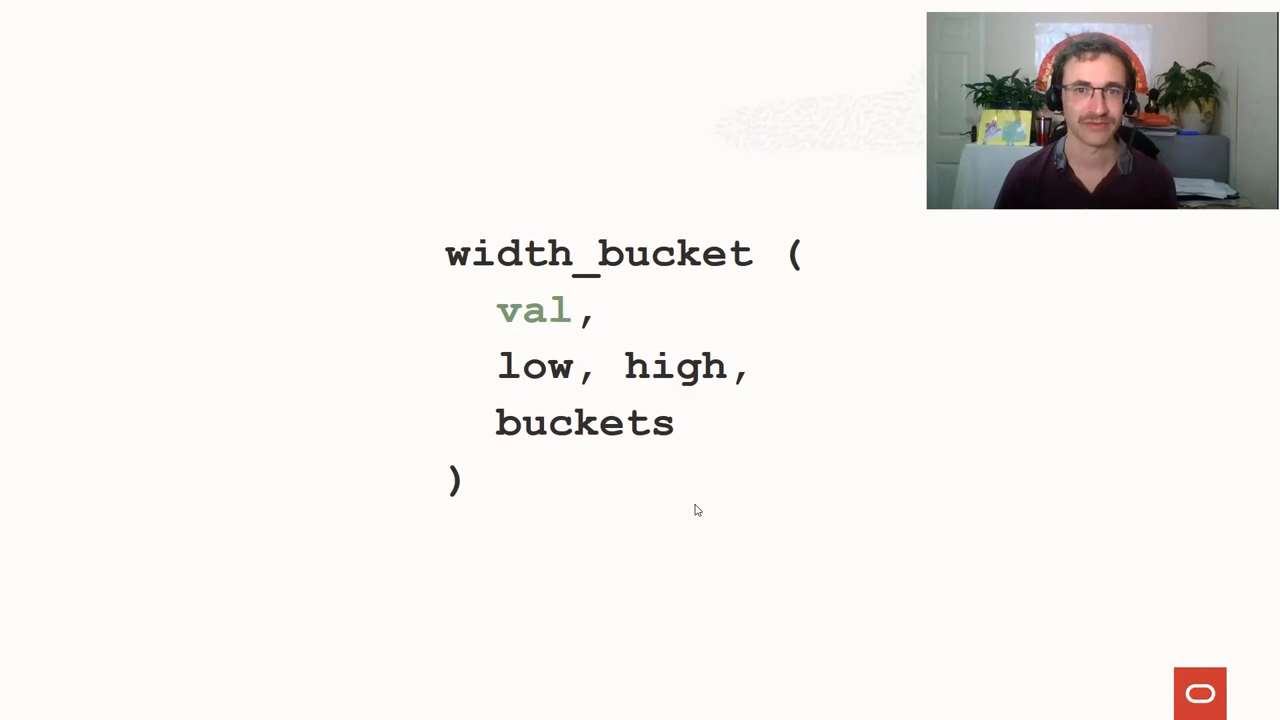 width_bucket (
val,
low, high,
buckets
)